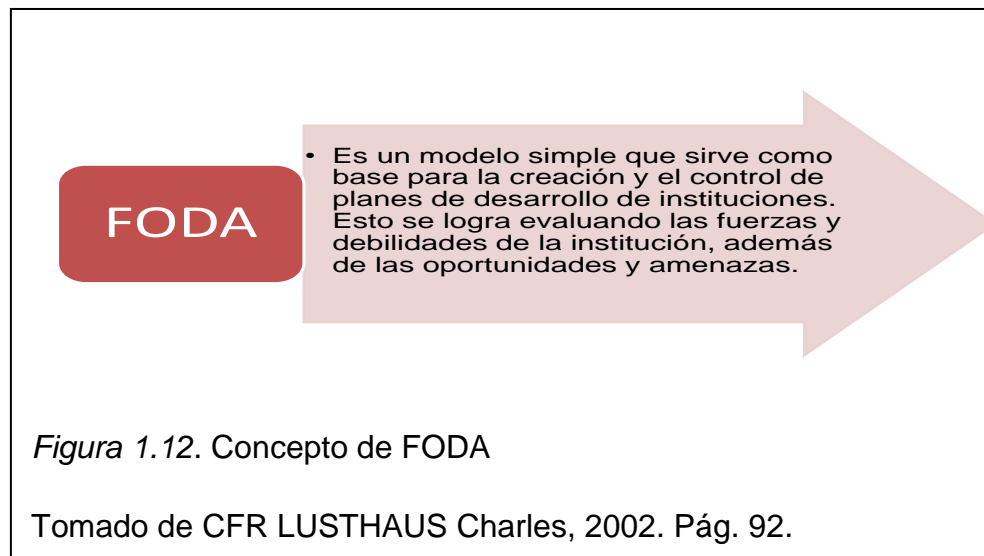 FODA
• Es un modelo simple que sirve como
base para la creación y el control de
planes de desarrollo de instituciones.
Esto se logra evaluando las fuerzas y
debilidades de la institución, además
de las oportunidades y amenazas.
Figura 1.12. Concepto de FODA
Tomado de CFR LUSTHAUS Charles, 2002. Pág. 92.